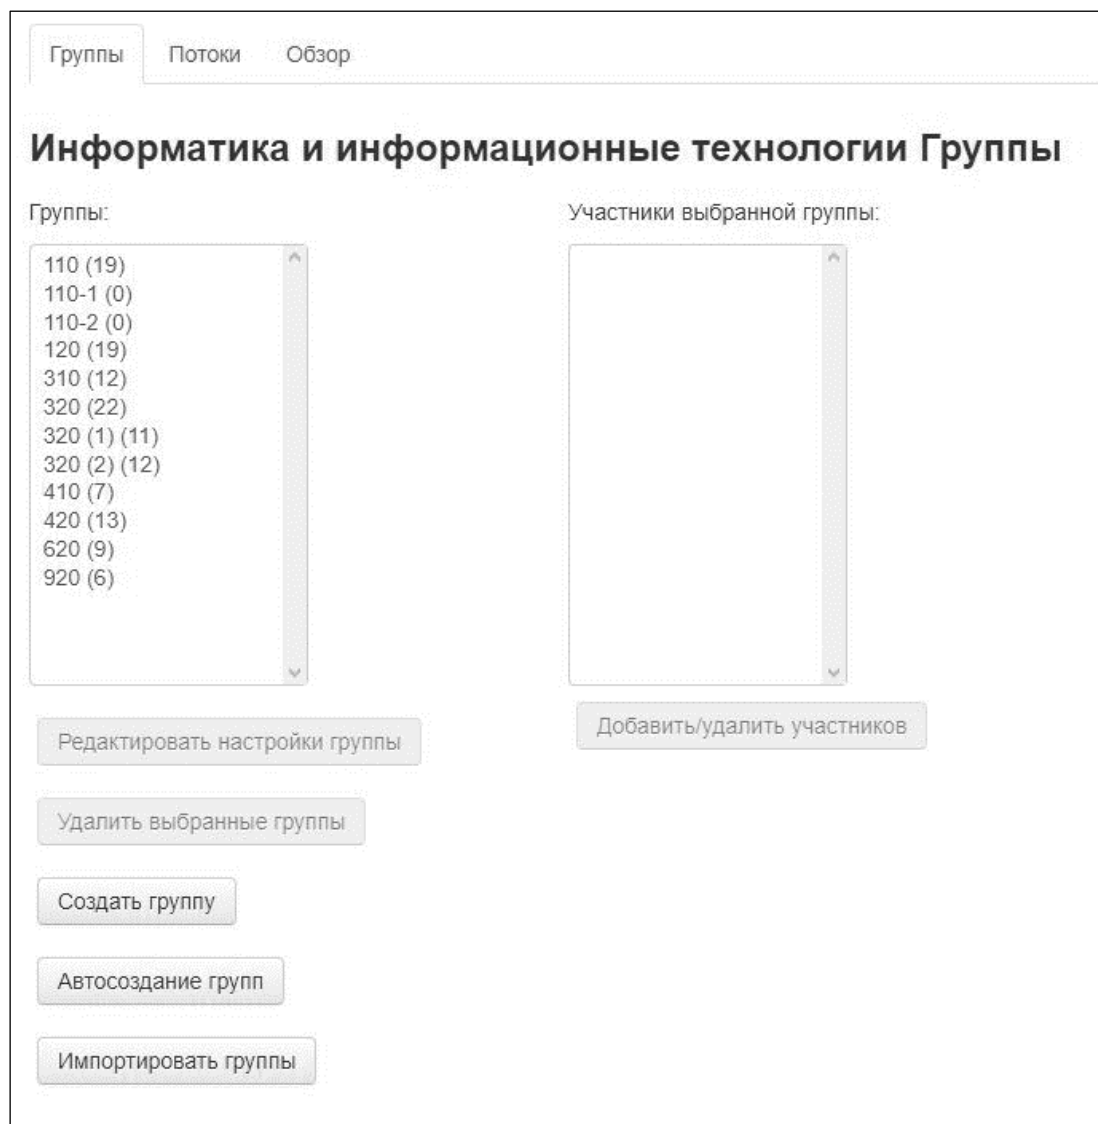 Группы Потоки Обзор
Информатика и информационные технологии Группы
Группы:
110 (19)
110-1 (0)
110-2 (0)
120 (19)
310 (12)
320 (22)
320 (1) (11)
320 (2) (12)
410 (7)
420 (13)
620 (9)
920 (6)
Редактировать настройки группы
Удалить выбранные группы
Создать группу
Автосоздание групп
Импортировать группы
Участники выбранной группы:
Добавить/удалить участников